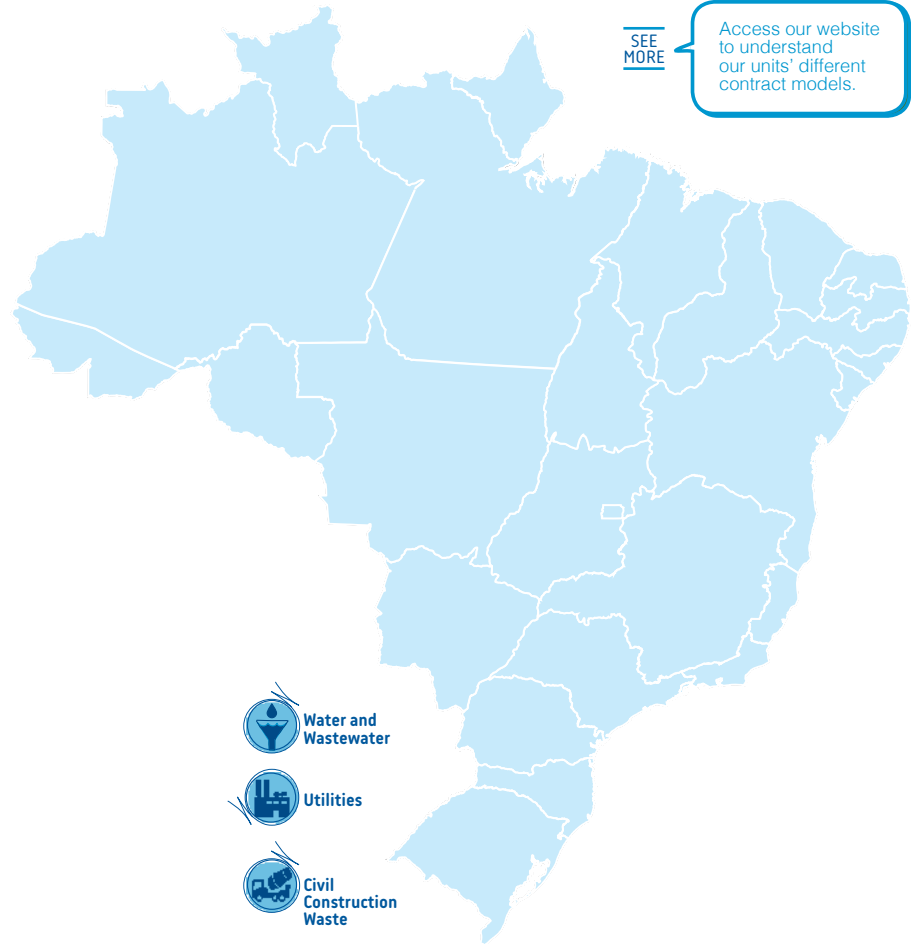 SEE
MORE
Access our website
to understand
our units' different
contract models.
Water and
Wastewater
Utilities
Civil
Construction
Waste